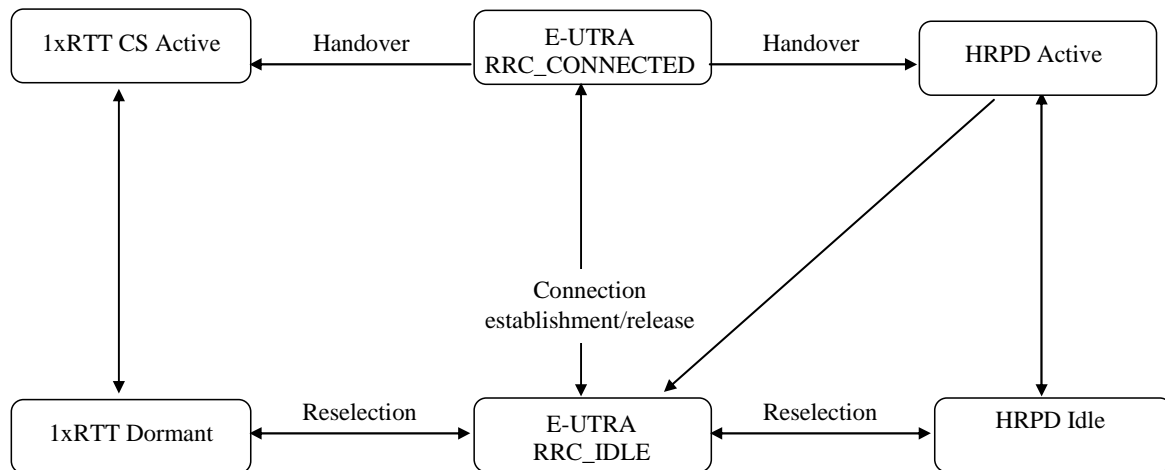 1xRTT CS Active
Handover
E-UTRA
RRC_CONNECTED
Handover
HRPD Active
Connection
establishment/release
1xRTT Dormant
Reselection
E-UTRA
RRC_IDLE
Reselection
HRPD Idle